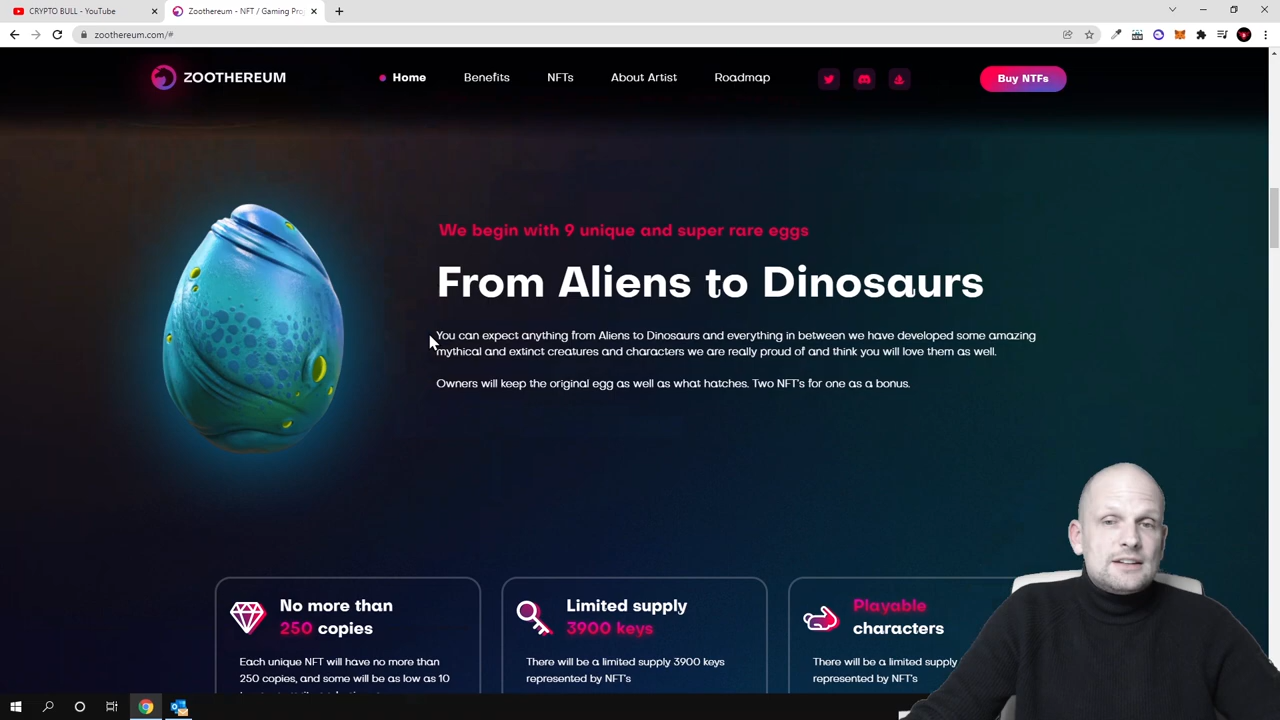 CRYPTO BULL - YouTube
Zoothereum - NFT / Gaming Pro
zoothereum.com/#
ZOOTHEREUM
Home
Benefits
NFTs
About Artist
Roadmap
Buy NTFs
We begin with 9 unique and super rare eggs
From Aliens to Dinosaurs
You can expect anything from Aliens to Dinosaurs and everything in between we have developed some amazing
mythical and extinct creatures and characters we are really proud of and think you will love them as well.
Owners will keep the original egg as well as what hatches. Two NFT's for one as a bonus.
No more than
250 copies
Each unique NFT will have no more than
250 copies, and some will be as low as 10
Limited supply
3900 keys
There will be a limited supply 3900 keys
represented by NFT's
Playable
characters
There will be a limited supply
represented by NFT's